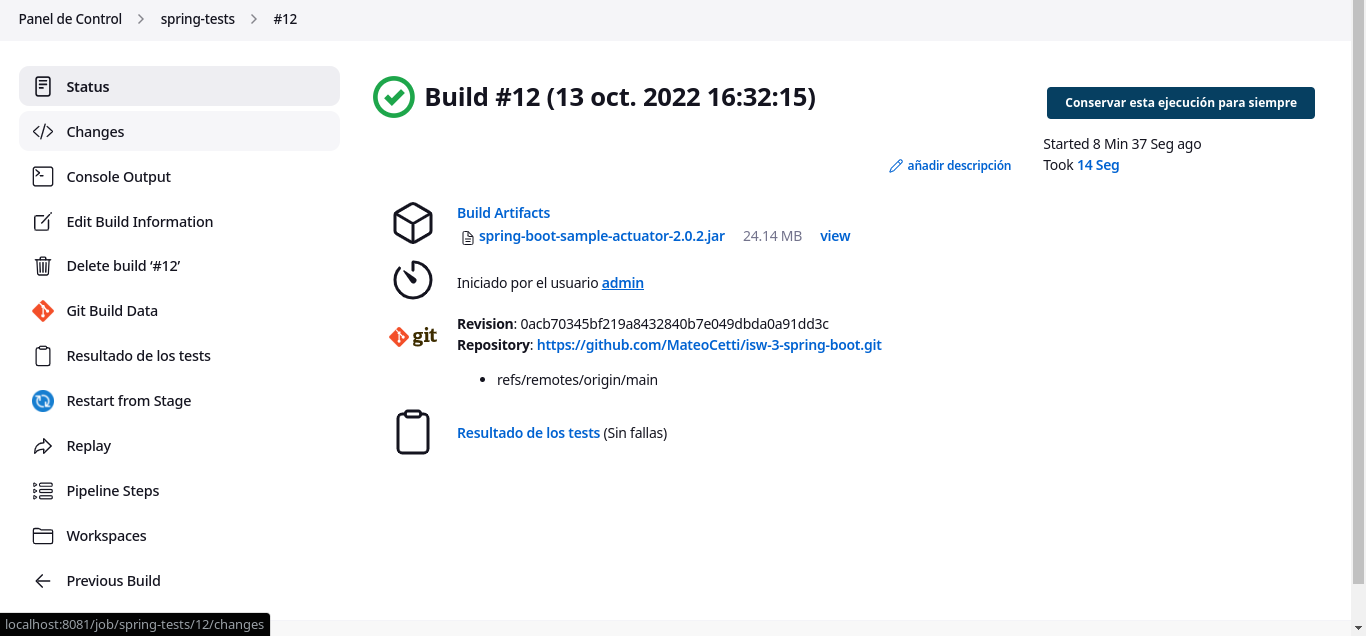 Panel de Control > spring-tests > #12
Status
Changes
Console Output
Edit Build Information
Delete build ‘#12’
Git Build Data
Resultado de los tests
Restart from Stage
Replay
Pipeline Steps
Workspaces
Previous Build
Build #12 (13 oct. 2022 16:32:15)
Conservar esta ejecución para siempre
Started 8 Min 37 Seg ago
Took 14 Seg
añadir descripción
Build Artifacts
spring-boot-sample-actuator-2.0.2.jar 24.14 MB view
Iniciado por el usuario admin
git
Revision: 0acb70345bf219a8432840b7e049dbda0a91dd3c
Repository: https://github.com/MateoCetti/isw-3-spring-boot.git
• refs/remotes/origin/main
Resultado de los tests (Sin fallas)
localhost:8081/job/spring-tests/12/changes